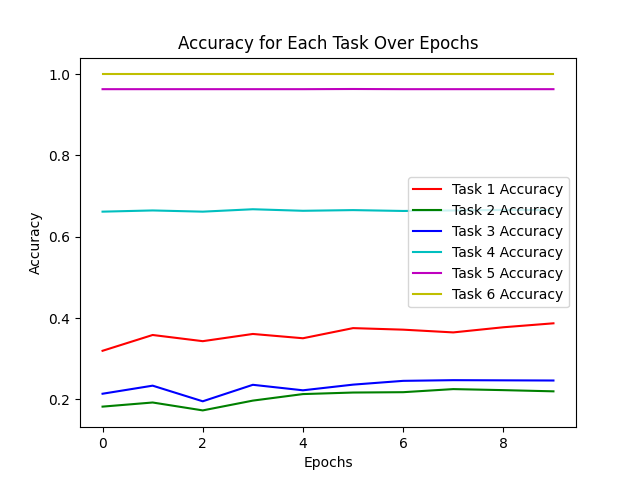 Accuracy for Each Task Over Epochs
1.0
0.8
0.6
0.4
0.2
Accuracy
Task 1 Accuracy
Task 2 Accuracy
Task 3 Accuracy
Task 4 Accuracy
Task 5 Accuracy
Task 6 Accuracy
0 2 4 6 8
Epochs